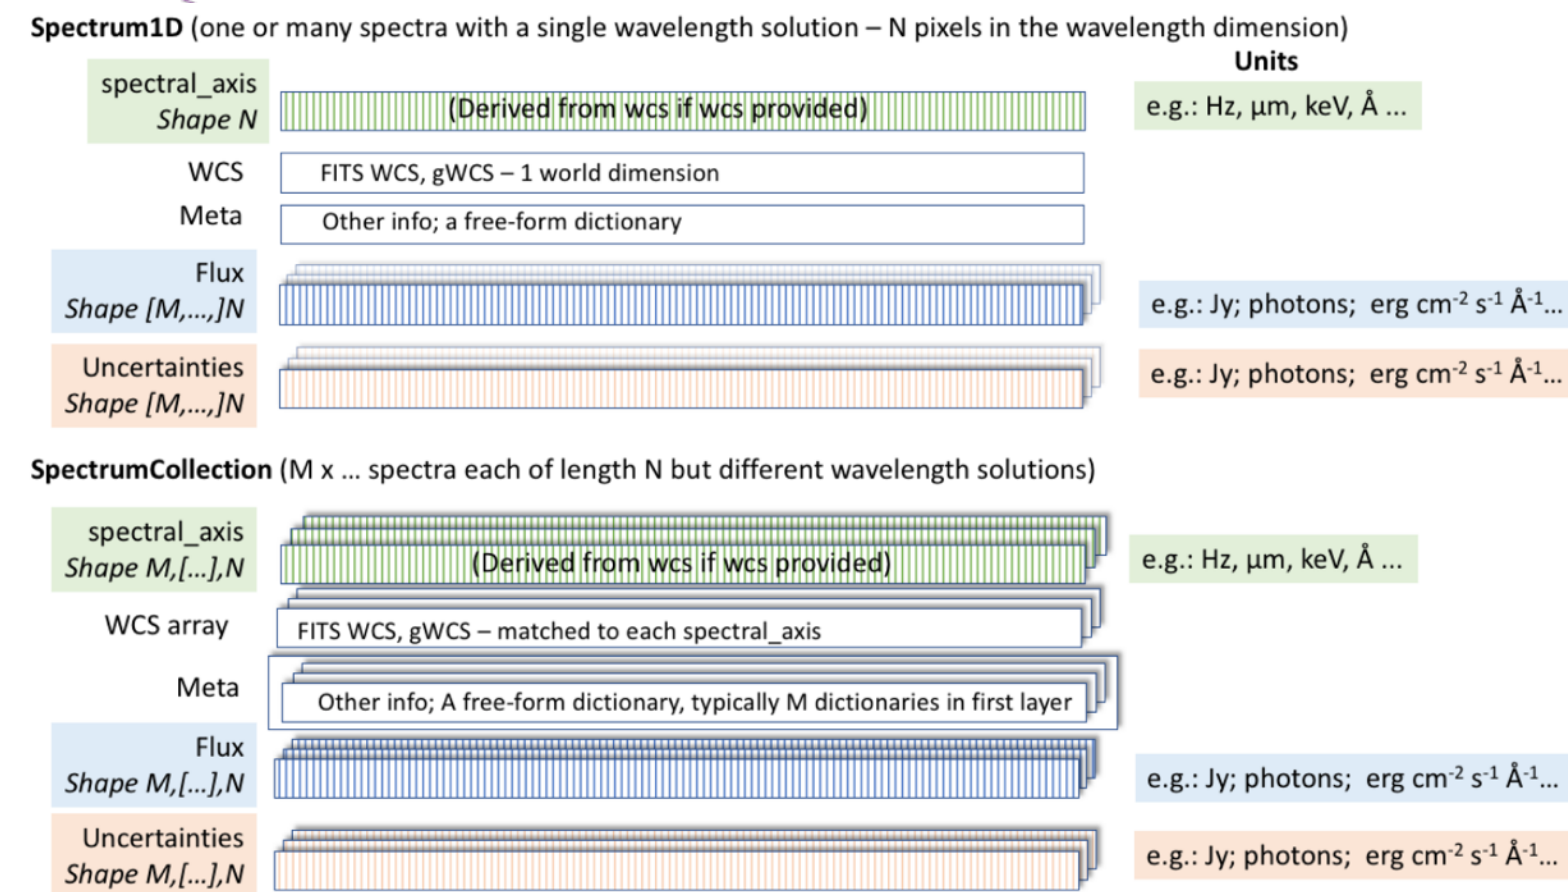 Spectrum1D (one or many spectra with a single wavelength solution – N pixels in the wavelength dimension)
Units
spectral_axis
Shape N
(Derived from wcs if wcs provided)
e.g.: Hz, μm, keV, Å ...
WCS
FITS WCS, gWCS – 1 world dimension
Meta
Other info; a free-form dictionary
Flux
Shape [M,...,]N
e.g.: Jy; photons; erg cm⁻² s⁻¹ Å⁻¹...
Uncertainties
Shape [M,...,]N
e.g.: Jy; photons; erg cm⁻² s⁻¹ Å⁻¹...
SpectrumCollection (M x ... spectra each of length N but different wavelength solutions)
spectral_axis
Shape M,[...],N
(Derived from wcs if wcs provided)
e.g.: Hz, μm, keV, Å ...
WCS array
FITS WCS, gWCS – matched to each spectral_axis
Meta
Other info; A free-form dictionary, typically M dictionaries in first layer
Flux
Shape M,[...],N
e.g.: Jy; photons; erg cm⁻² s⁻¹ Å⁻¹...
Uncertainties
Shape M,[...],N
e.g.: Jy; photons; erg cm⁻² s⁻¹ Å⁻¹...